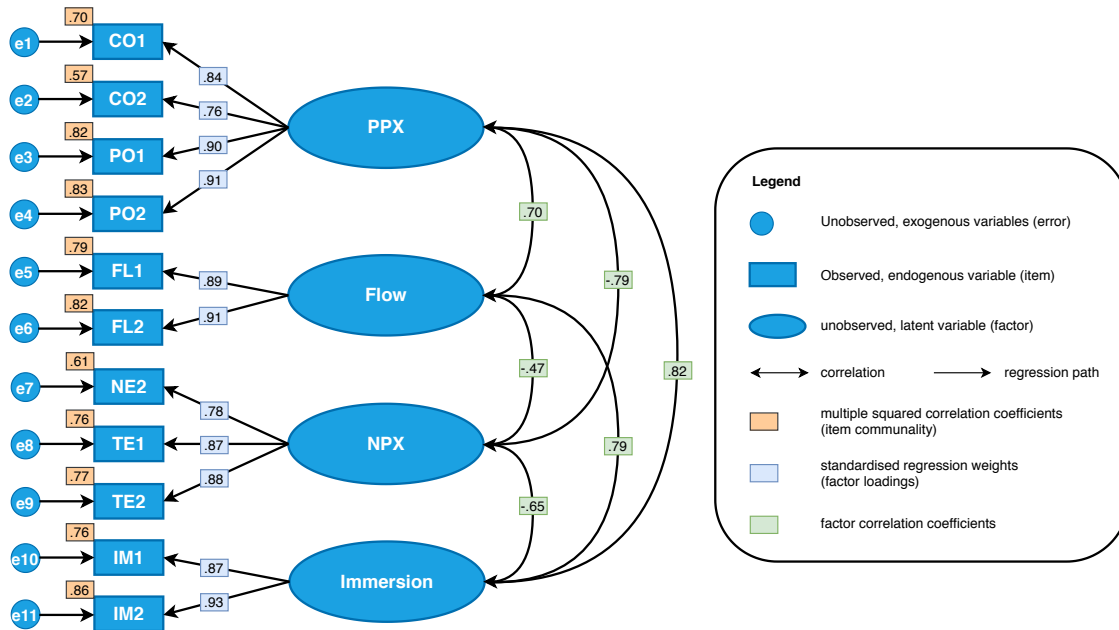 .70
e1
CO1
.84
.57
e2
CO2
.76
PPX
.82
e3
PO1
.90
.83
e4
PO2
.91
.79
e5
FL1
.89
Flow
.82
e6
FL2
.91
.61
e7
NE2
.78
.76
e8
TE1
.87
NPX
.77
e9
TE2
.88
.76
e10
IM1
.87
Immersion
.86
e11
IM2
.93
.70
-.79
-.47
.82
.79
-.65
Legend
Unobserved, exogenous variables (error)
Observed, endogenous variable (item)
unobserved, latent variable (factor)
correlation
regression path
multiple squared correlation coefficients
(item communality)
standardised regression weights
(factor loadings)
factor correlation coefficients